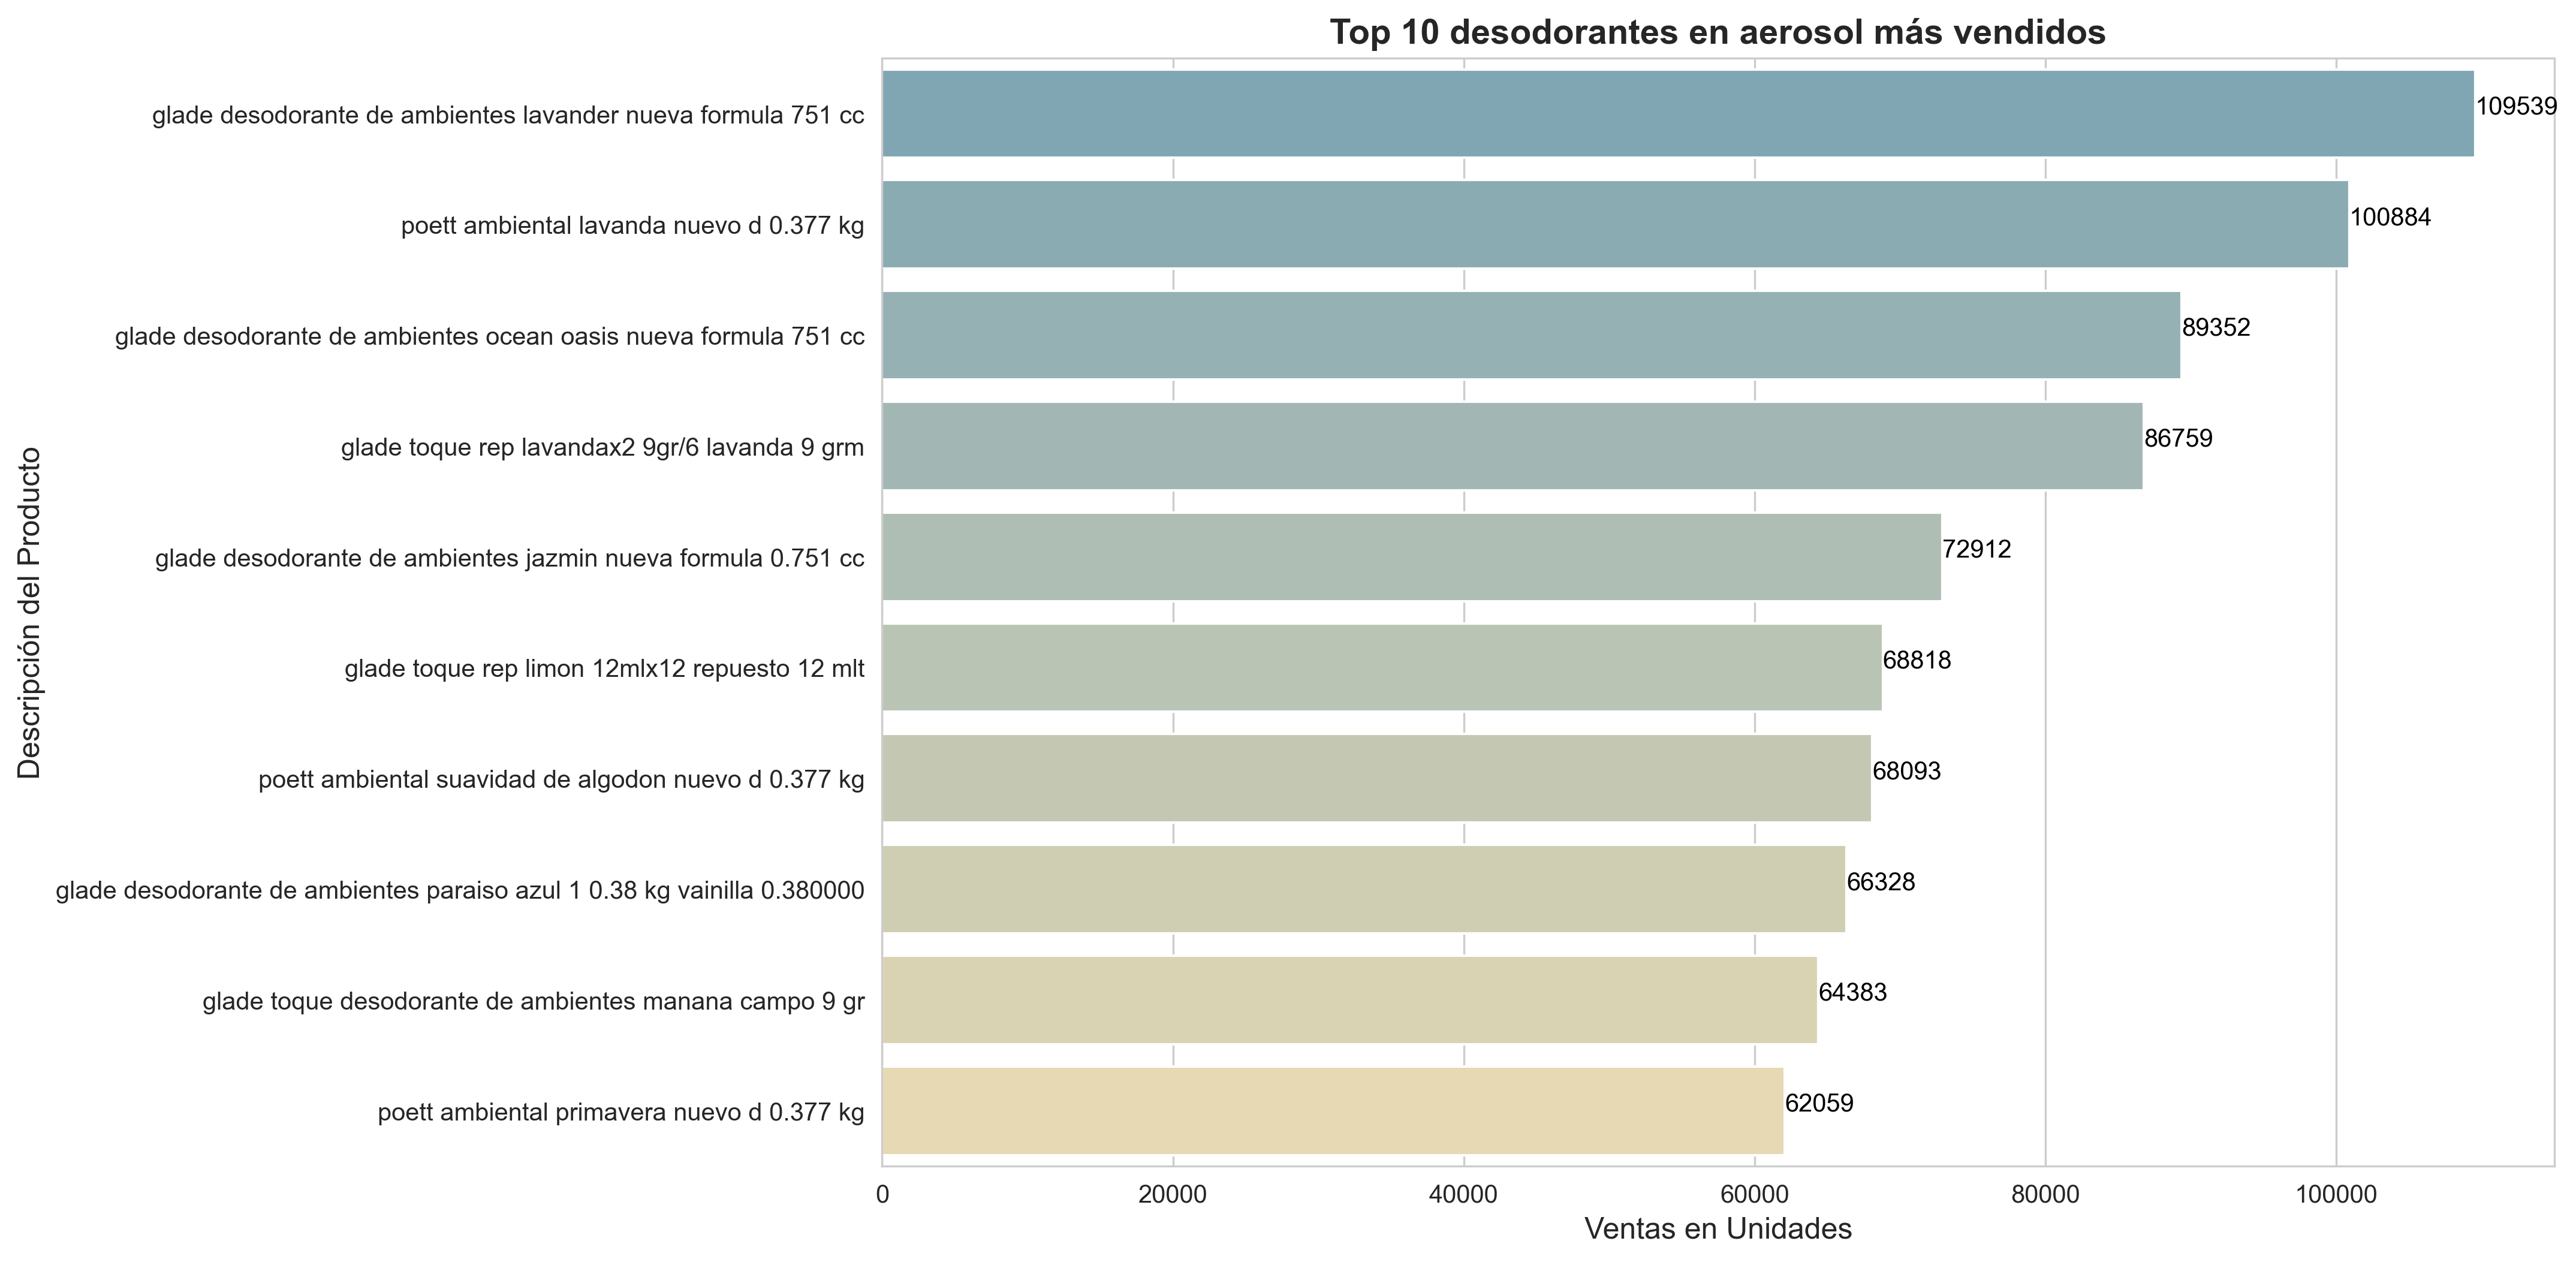 Top 10 desodorantes en aerosol más vendidos
Descripción del Producto
glade desodorante de ambientes lavander nueva formula 751 cc 109539
poett ambiental lavanda nuevo d 0.377 kg 100884
glade desodorante de ambientes ocean oasis nueva formula 751 cc 89352
glade toque rep lavandax2 9gr/6 lavanda 9 grm 86759
glade desodorante de ambientes jazmin nueva formula 0.751 cc 72912
glade toque rep limon 12mlx12 repuesto 12 mlt 68818
poett ambiental suavidad de algodon nuevo d 0.377 kg 68093
glade desodorante de ambientes paraiso azul 1 0.38 kg vainilla 0.380000 66328
glade toque desodorante de ambientes manana campo 9 gr 64383
poett ambiental primavera nuevo d 0.377 kg 62059
0 20000 40000 60000 80000 100000
Ventas en Unidades